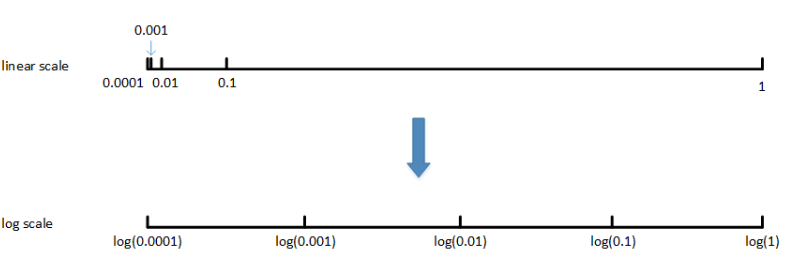 0.001
linear scale
0.0001 0.01 0.1 1
log scale
log(0.0001) log(0.001) log(0.01) log(0.1) log(1)